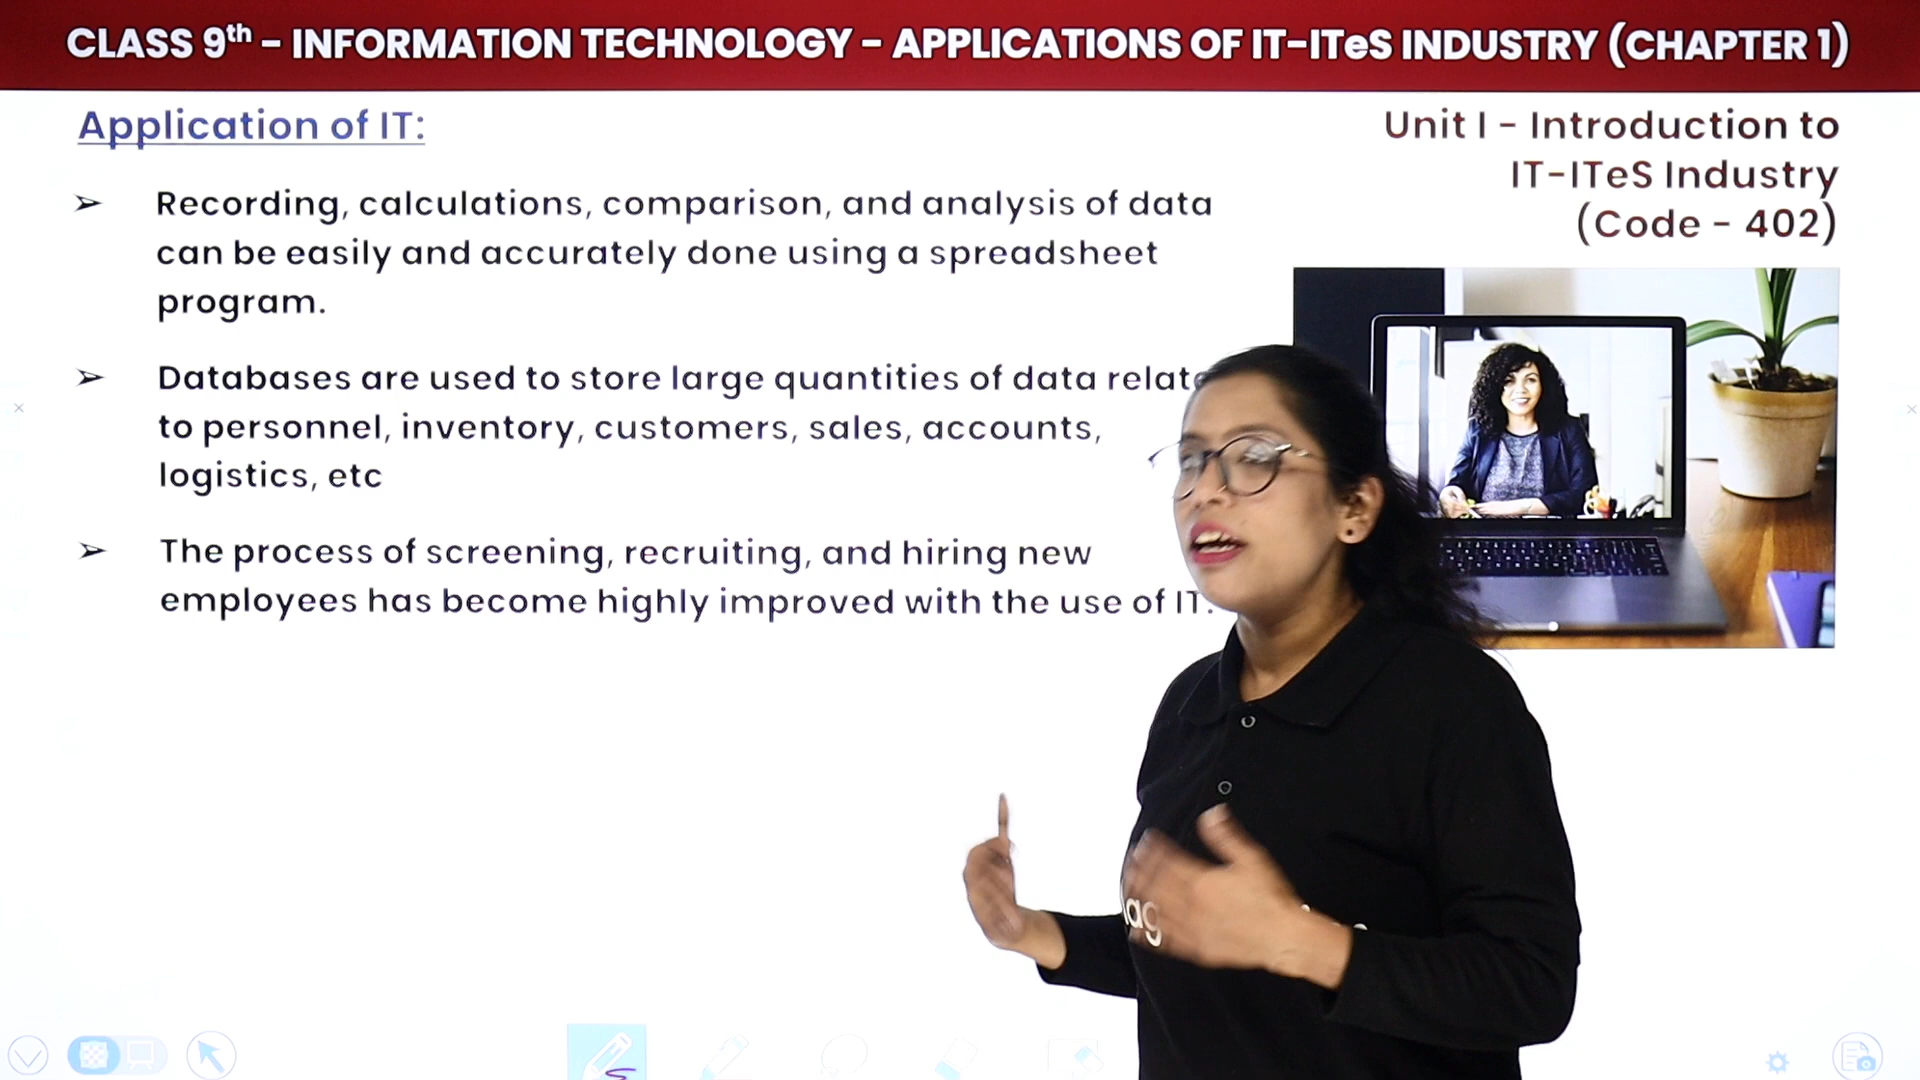 CLASS 9th – INFORMATION TECHNOLOGY – APPLICATIONS OF IT-ITeS INDUSTRY (CHAPTER 1)
Application of IT:
Unit I - Introduction to
IT-ITeS Industry
(Code - 402)
➢ Recording, calculations, comparison, and analysis of data
can be easily and accurately done using a spreadsheet
program.
➢ Databases are used to store large quantities of data relate
to personnel, inventory, customers, sales, accounts,
logistics, etc
➢ The process of screening, recruiting, and hiring new
employees has become highly improved with the use of IT.